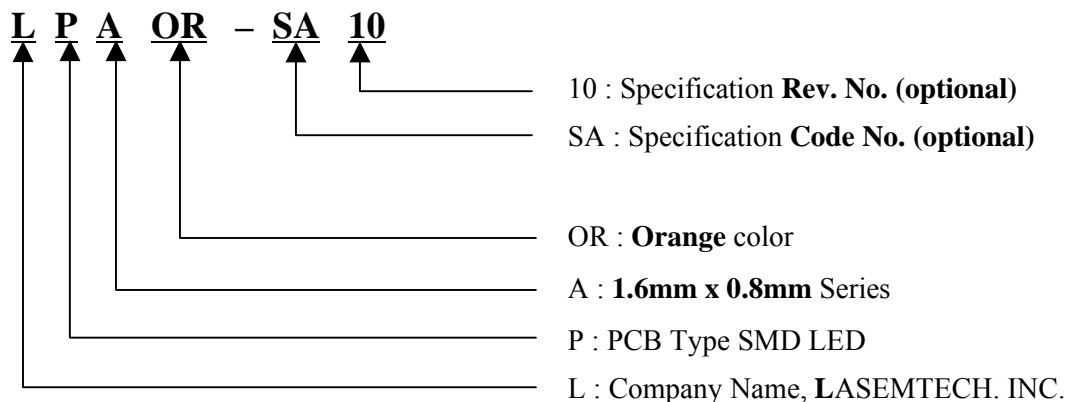 L P A OR – SA 10
10 : Specification Rev. No. (optional)
SA : Specification Code No. (optional)
OR : Orange color
A : 1.6mm x 0.8mm Series
P : PCB Type SMD LED
L : Company Name, LASEMTECH. INC.